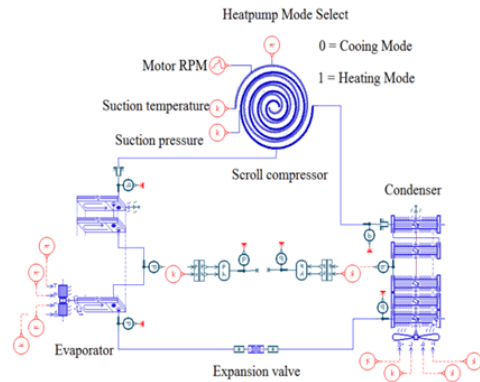 Heatpump Mode Select
0 = Cooing Mode
Motor RPM
1 = Heating Mode
Suction temperature
k
Suction pressure
k
Scroll compressor
Condenser
k
Evaporator
Expansion valve
k